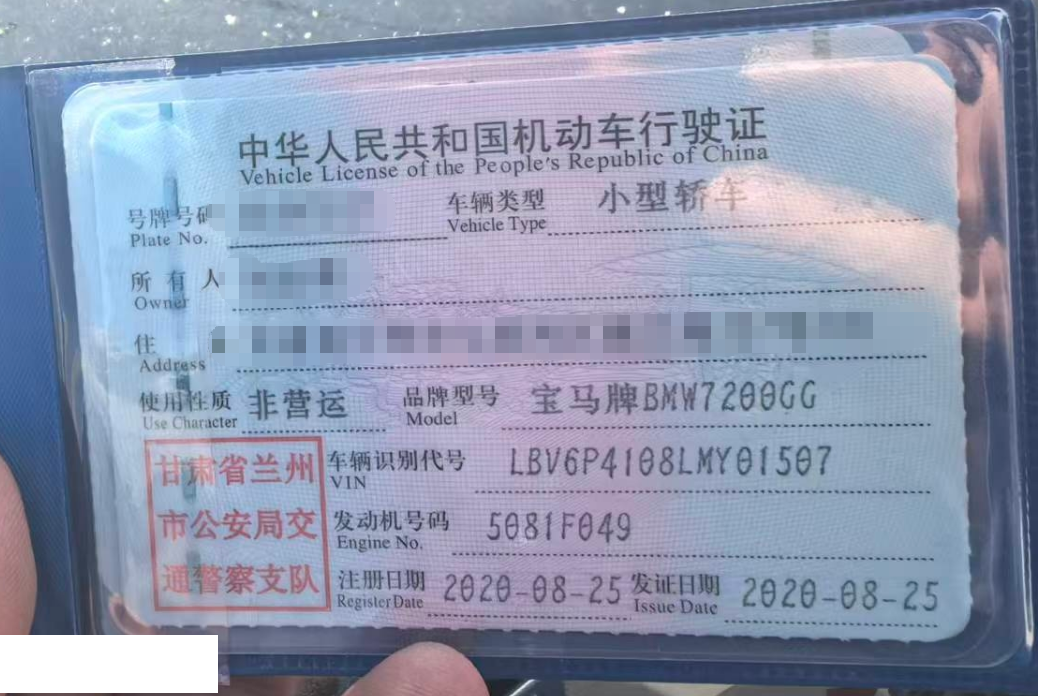 中华人民共和国机动车行驶证
Vehicle License of the People's Republic of China
号牌号码 车辆类型 小型轿车
Plate No. Vehicle Type
所有人
Owner
住
Address
使用性质 非营运 品牌型号 宝马牌BMW7200GG
Use Character Model
甘肃省兰州
市公安局交
通警察支队
车辆识别代号 LBV6P4108LMY01507
VIN
发动机号码 5081F049
Engine No.
注册日期 2020-08-25 发证日期 2020-08-25
Register Date Issue Date